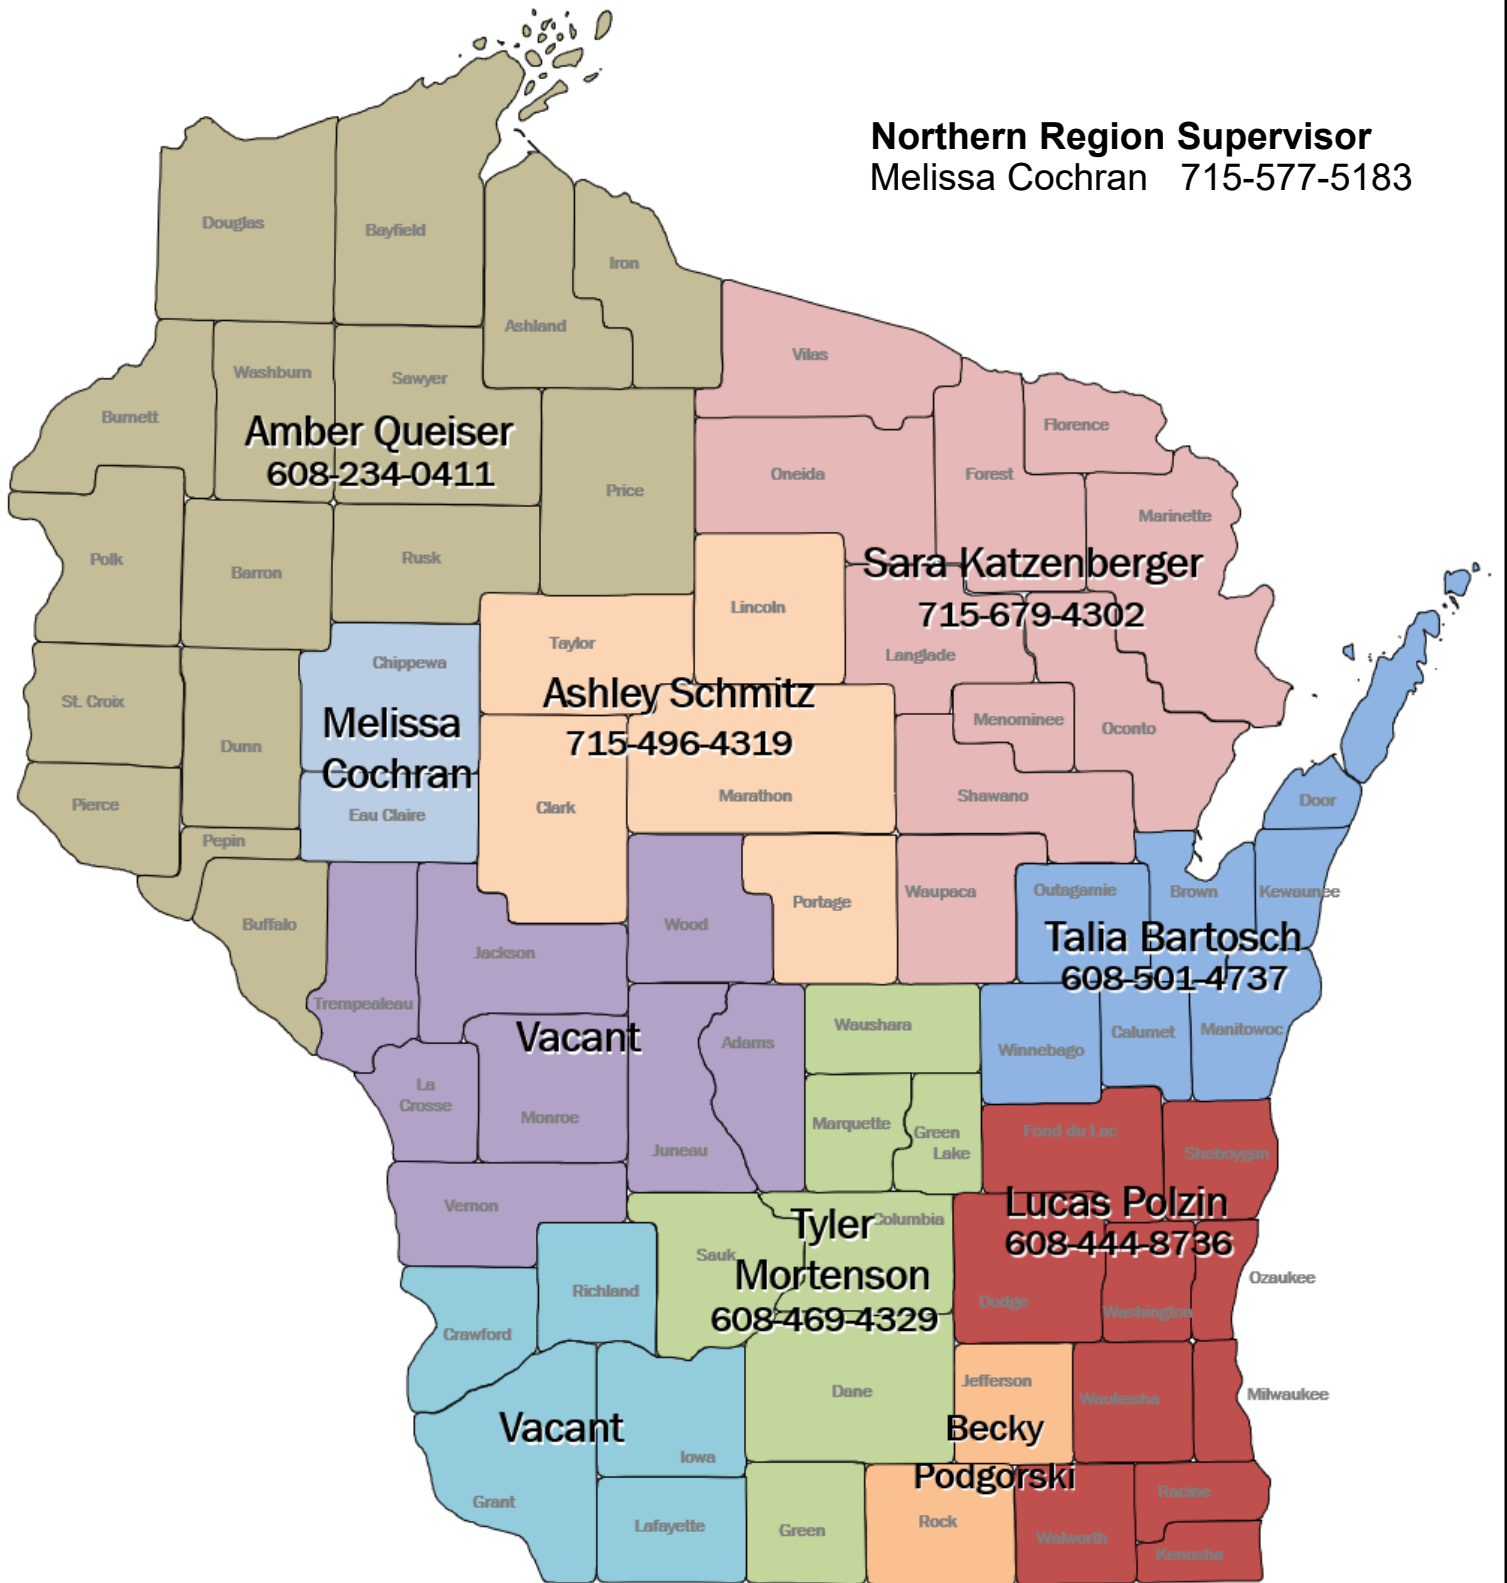 Northern Region Supervisor
Melissa Cochran 715-577-5183
Douglas
Bayfield
Iron
Ashland
Vilas
Washburn
Sawyer
Burnett
Florence
Amber Queiser
608-234-0411
Oneida
Forest
Price
Marinette
Polk
Barron
Rusk
Sara Katzenberger
715-679-4302
Lincoln
Taylor
Langlade
Chippewa
Ashley Schmitz
715-496-4319
St. Croix
Melissa
Cochran
Dunn
Menominee
Oconto
Pierce
Eau Claire
Clark
Marathon
Shawano
Door
Pepin
Buffalo
Wood
Portage
Waupaca
Outagamie
Brown
Kewaunee
Talia Bartosch
608-501-4737
Jackson
Trempealeau
Vacant
Adams
Waushara
Winnebago
Calumet
Manitowoc
La
Crosse
Monroe
Juneau
Marquette
Green
Lake
Fond du Lac
Sheboygan
Vernon
Lucas Polzin
608-444-8736
Tyler
Mortenson
608-469-4329
Columbia
Sauk
Richland
Dodge
Washington
Ozaukee
Crawford
Dane
Jefferson
Waukesha
Milwaukee
Vacant
Becky
Podgorski
Iowa
Grant
Lafayette
Green
Rock
Walworth
Racine
Kenosha